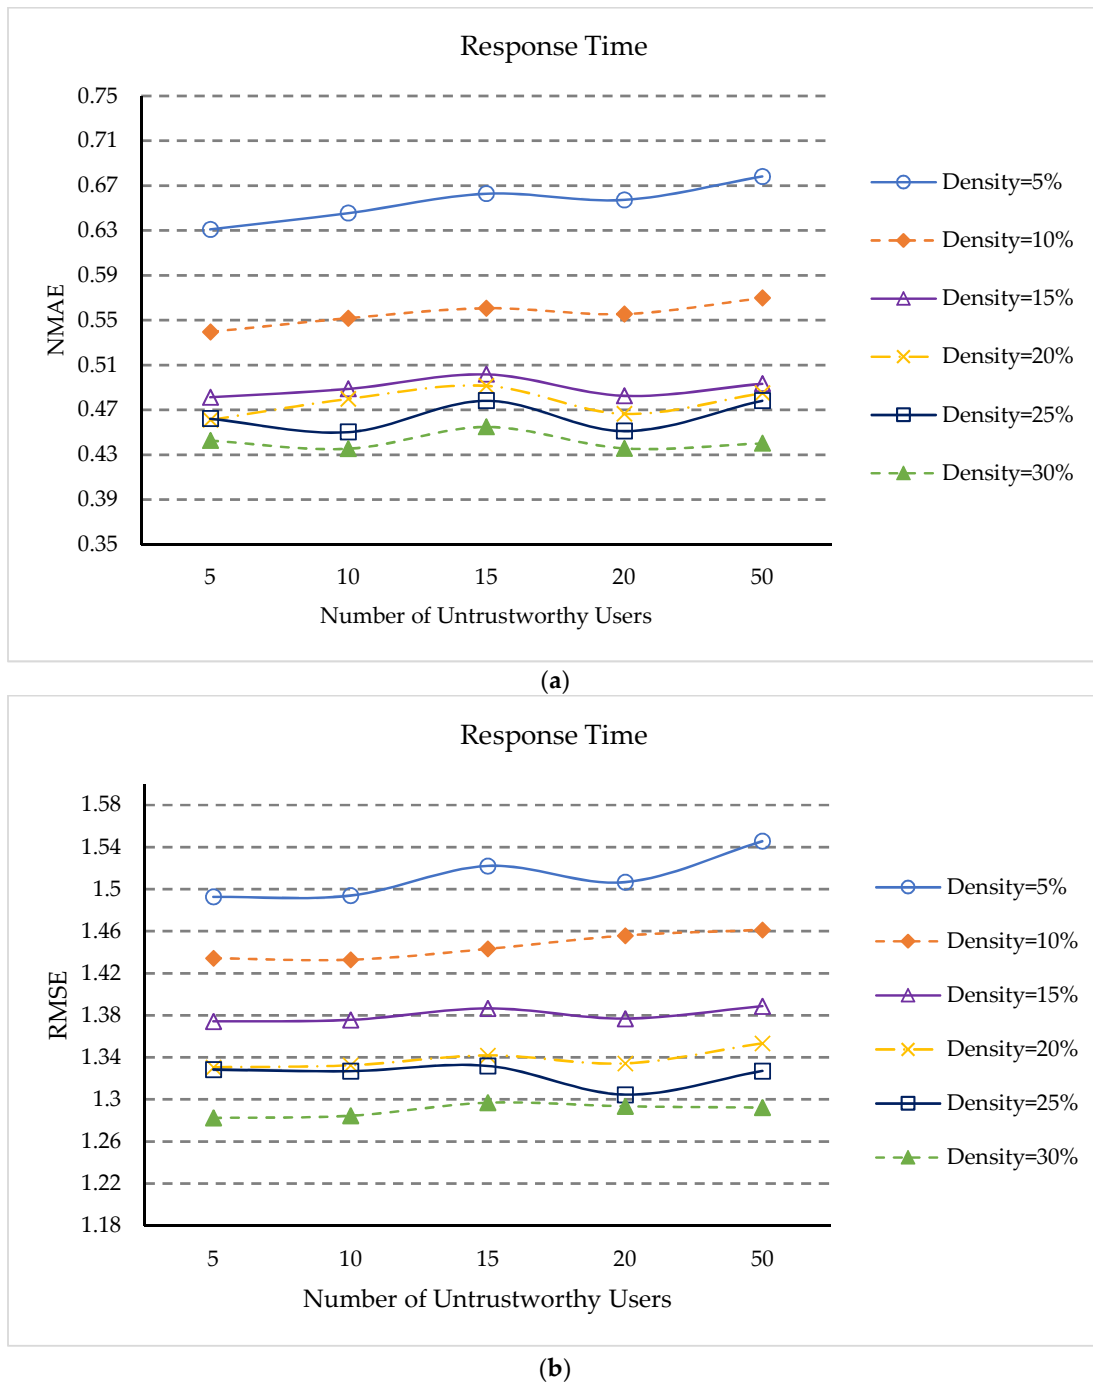 Response Time
0.75
0.71
0.67
0.63
0.59
0.55
0.51
0.47
0.43
0.39
0.35
NMAE
5 10 15 20 50
Number of Untrustworthy Users
Density=5%
Density=10%
Density=15%
Density=20%
Density=25%
Density=30%
(a)
Response Time
1.58
1.54
1.5
1.46
1.42
1.38
1.34
1.3
1.26
1.22
1.18
RMSE
5 10 15 20 50
Number of Untrustworthy Users
Density=5%
Density=10%
Density=15%
Density=20%
Density=25%
Density=30%
(b)